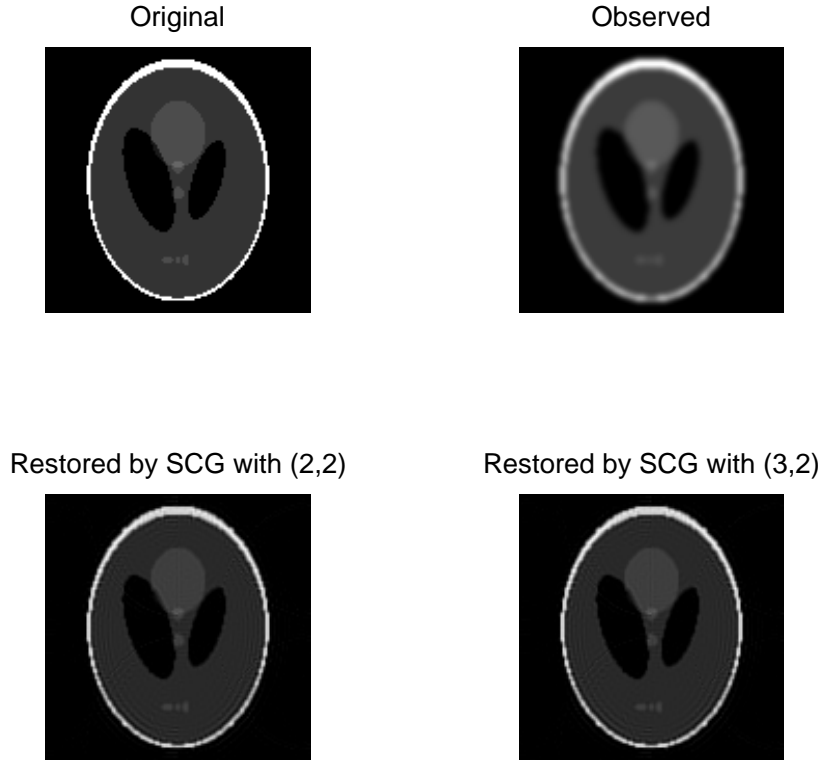 Original
Observed
Restored by SCG with (2,2)
Restored by SCG with (3,2)